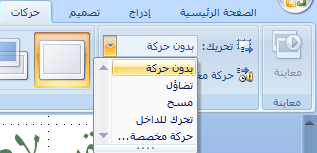 الصفحة الرئيسية إدراج تصميم حركات
تحريك: بدون حركة
معاينة
معاينة
بدون حركة
تضاؤل
مسح
تحرك للداخل
حركة مخصصة...
حركة